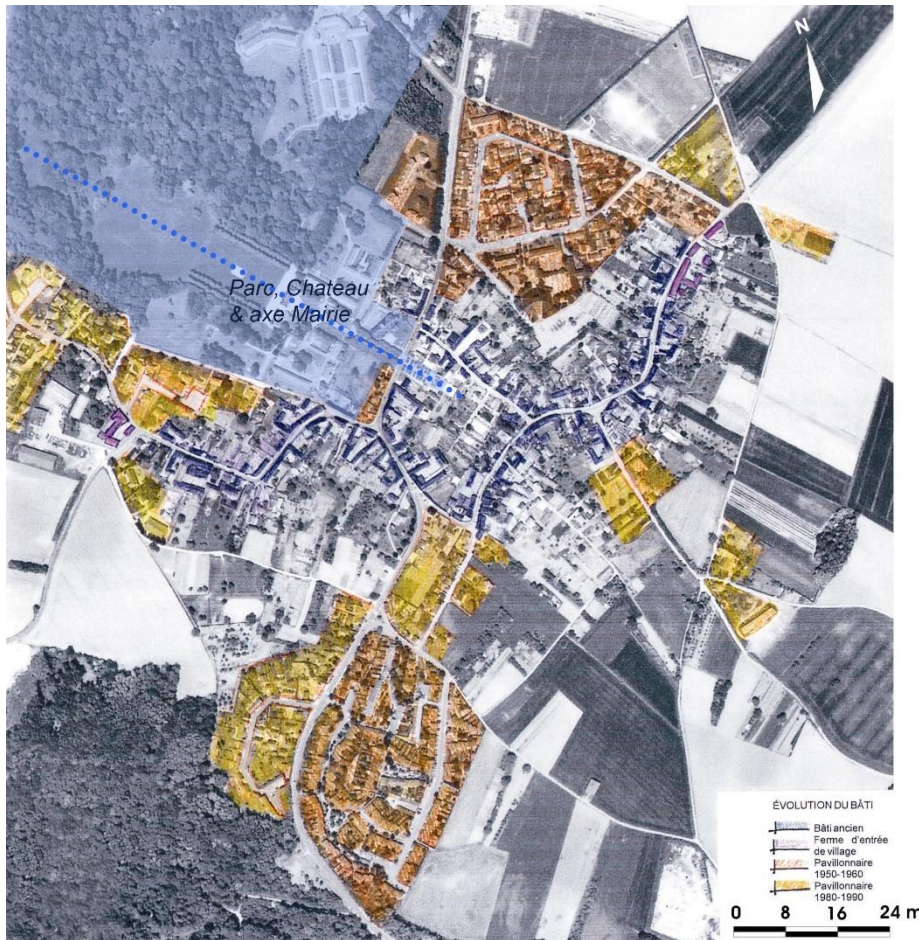 N
Parc, Chateau
& axe Mairie
ÉVOLUTION DU BÂTI
Bâti ancien
Ferme d'entrée
de village
Pavillonnaire
1950-1960
Pavillonnaire
1980-1990
0 8 16 24 m